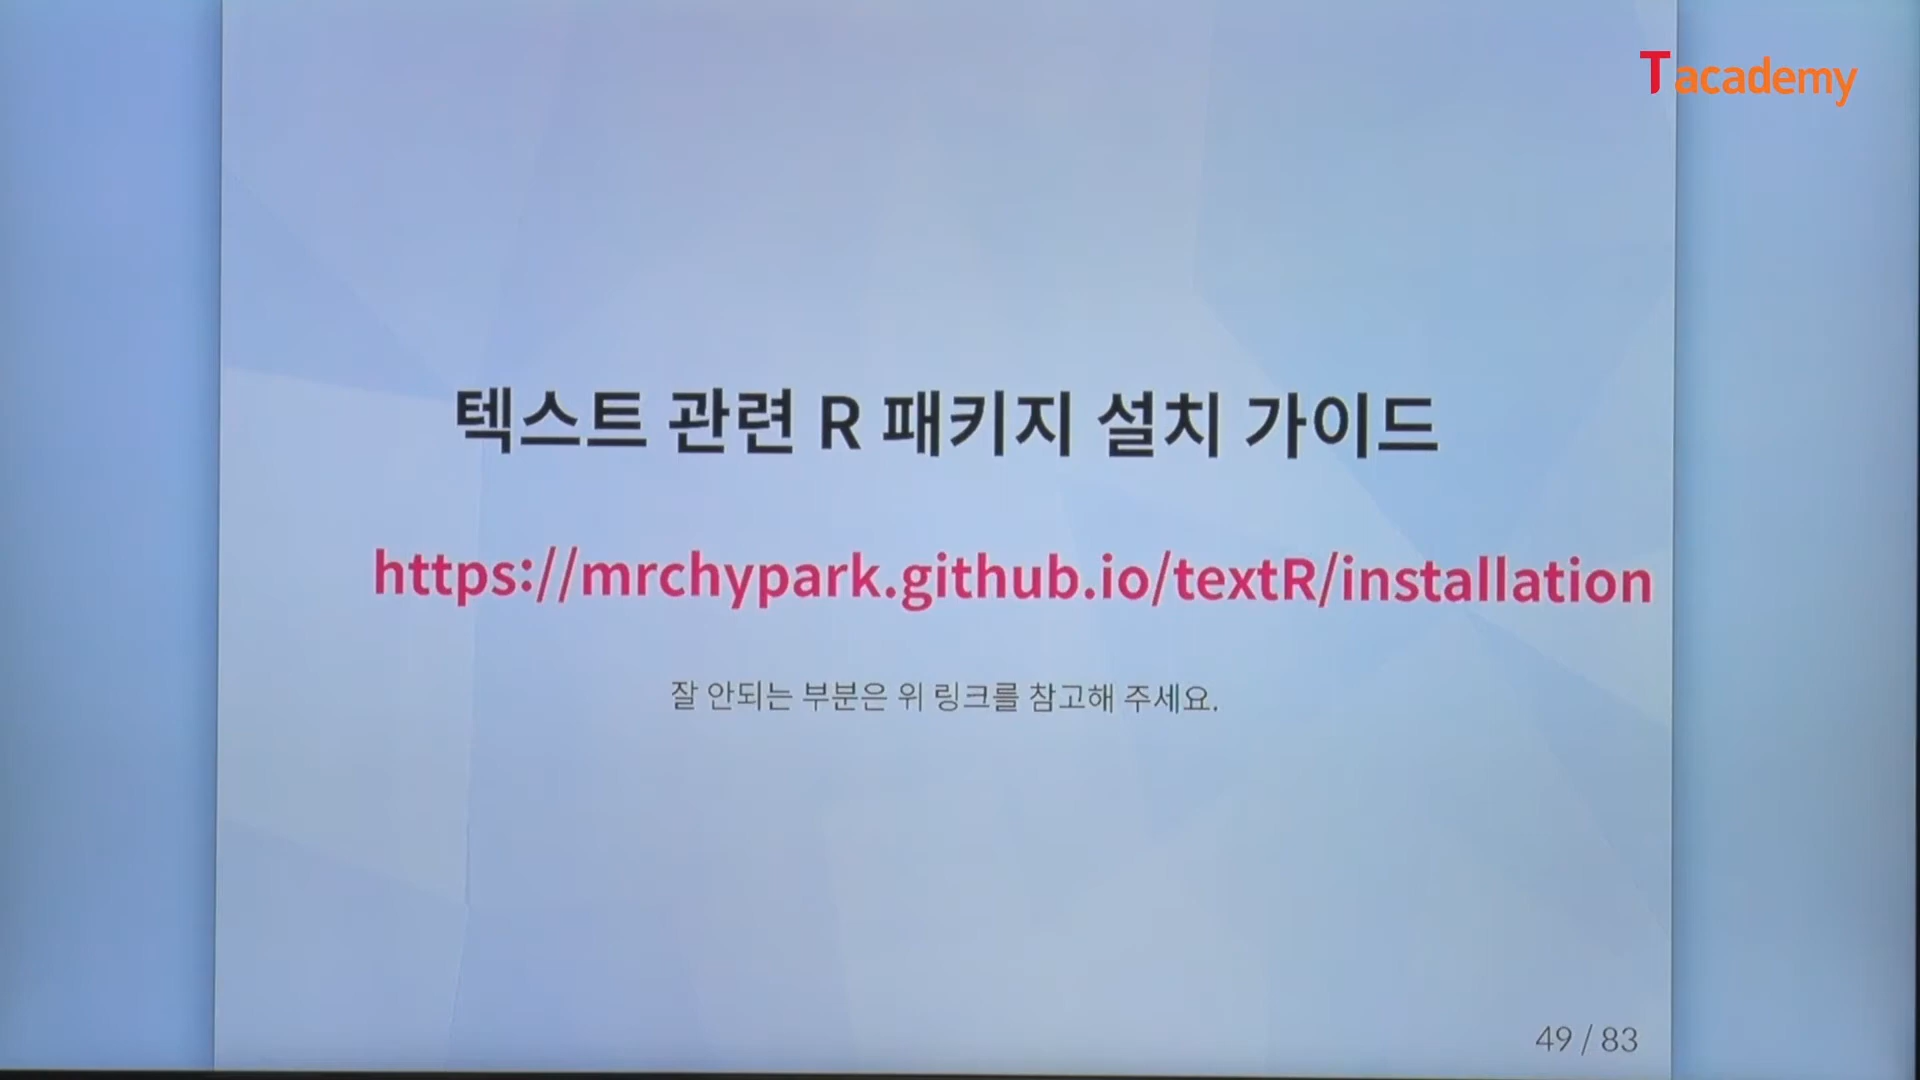 T academy
텍스트 관련 R 패키지 설치 가이드
https://mrchypark.github.io/textR/installation
잘 안되는 부분은 위 링크를 참고해 주세요.
49 / 83